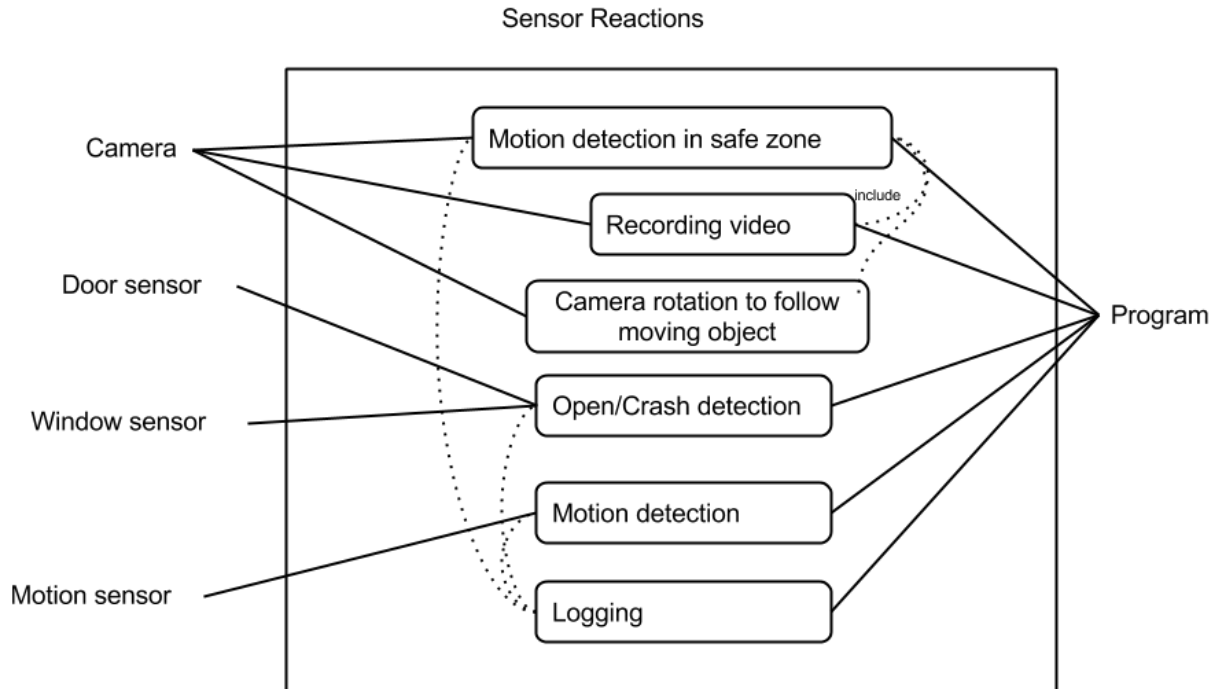 Sensor Reactions
Camera
Motion detection in safe zone
include
Recording video
Door sensor
Camera rotation to follow
moving object
Program
Window sensor
Open/Crash detection
Motion detection
Motion sensor
Logging